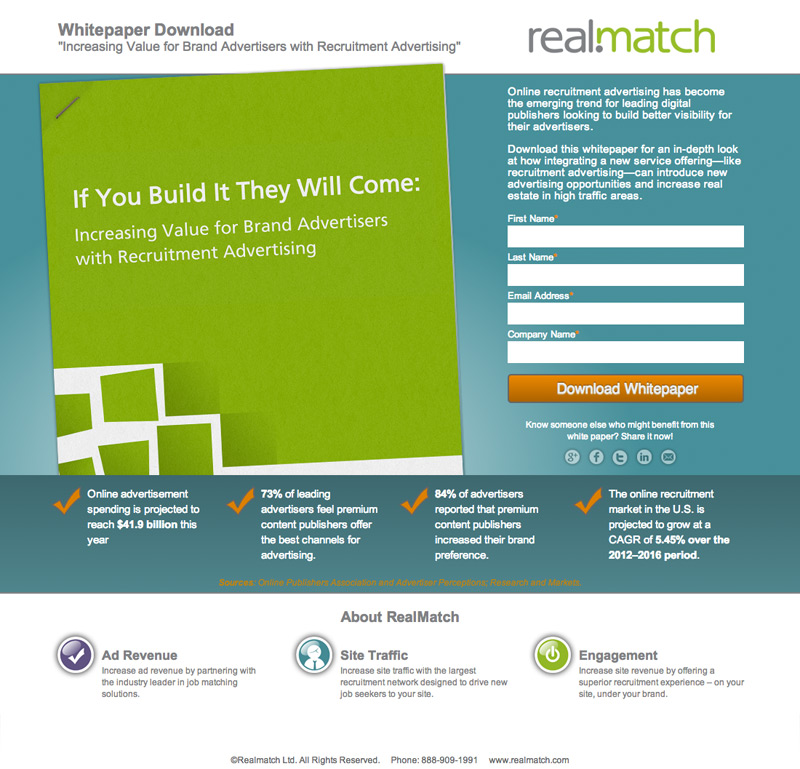 Whitepaper Download
"Increasing Value for Brand Advertisers with Recruitment Advertising"
real!match
If You Build It They Will Come:
Increasing Value for Brand Advertisers
with Recruitment Advertising
Online recruitment advertising has become
the emerging trend for leading digital
publishers looking to build better visibility for
their advertisers.
Download this whitepaper for an in-depth look
at how integrating a new service offering—like
recruitment advertising—can introduce new
advertising opportunities and increase real
estate in high traffic areas.
First Name*
Last Name*
Email Address*
Company Name*
Download Whitepaper
Know someone else who might benefit from this
white paper? Share it now!
Online advertisement
spending is projected to
reach $41.9 billion this
year
73% of leading
advertisers feel premium
content publishers offer
the best channels for
advertising.
84% of advertisers
reported that premium
content publishers
increased their brand
preference.
The online recruitment
market in the U.S. is
projected to grow at a
CAGR of 5.45% over the
2012–2016 period.
Sources: Online Publishers Association and Advertiser Perceptions; Research and Markets.
About RealMatch
Ad Revenue
Increase ad revenue by partnering with
the industry leader in job matching
solutions.
Site Traffic
Increase site traffic with the largest
recruitment network designed to drive new
job seekers to your site.
Engagement
Increase site revenue by offering a
superior recruitment experience – on your
site, under your brand.
©Realmatch Ltd. All Rights Reserved. Phone: 888-909-1991 www.realmatch.com